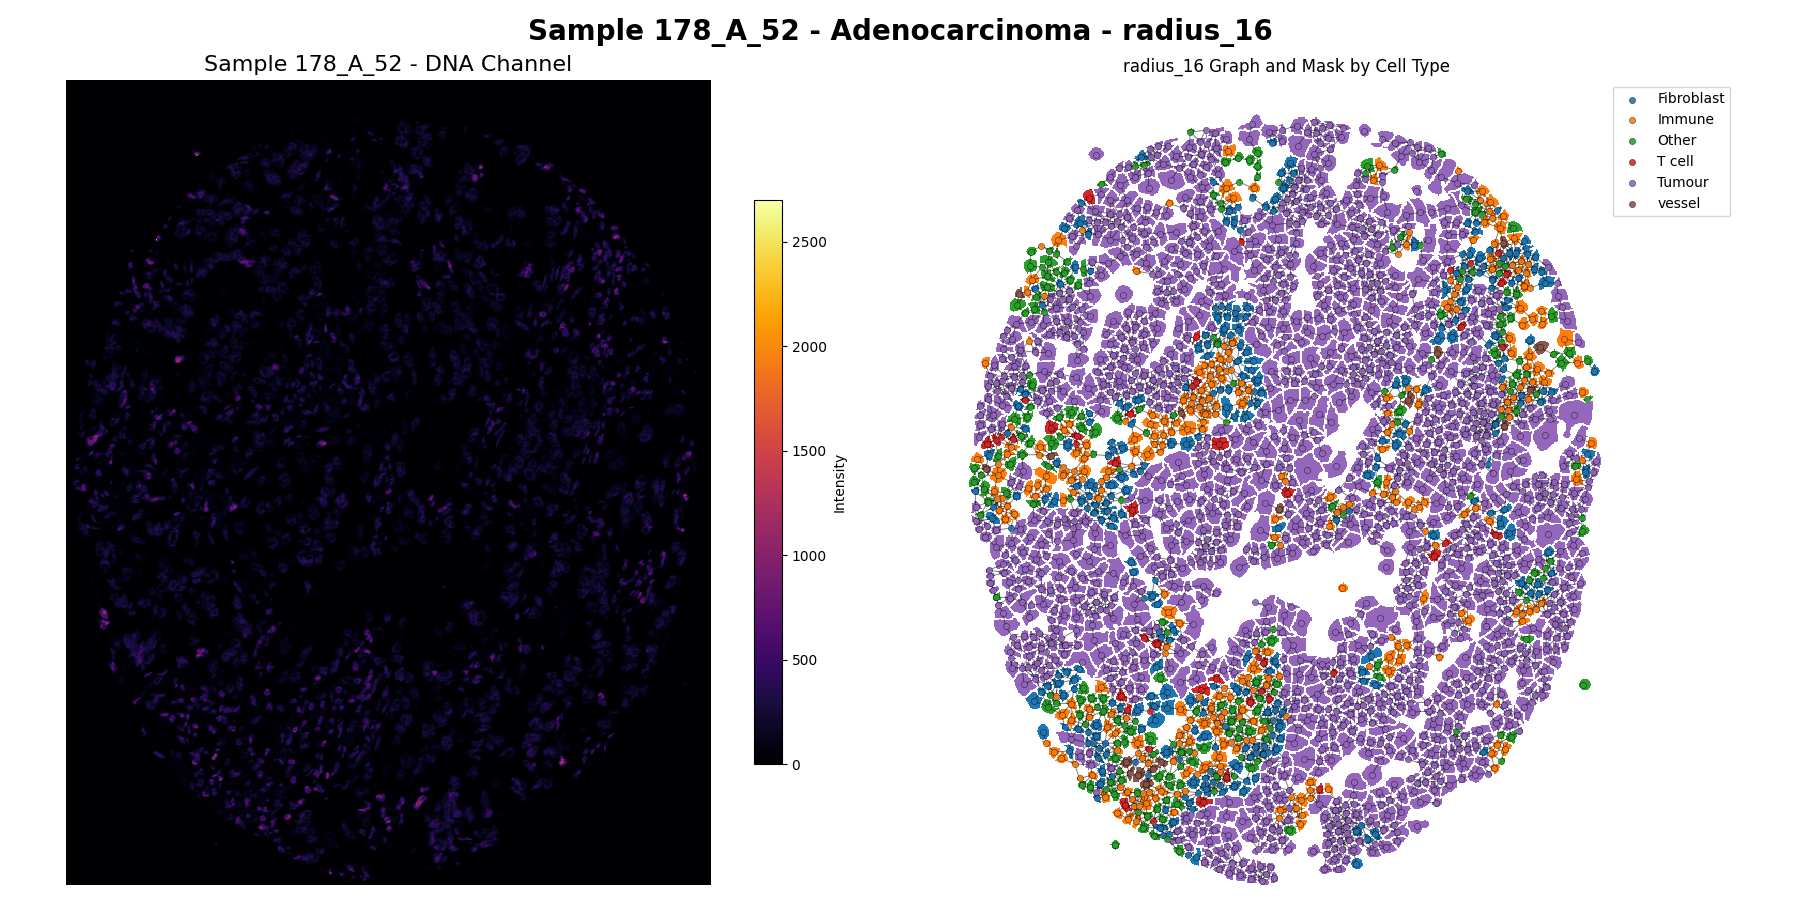 Sample 178_A_52 - Adenocarcinoma - radius_16
Sample 178_A_52 - DNA Channel
radius_16 Graph and Mask by Cell Type
Fibroblast
Immune
Other
T cell
Tumour
vessel
2500
2000
1500
1000
500
0
Intensity